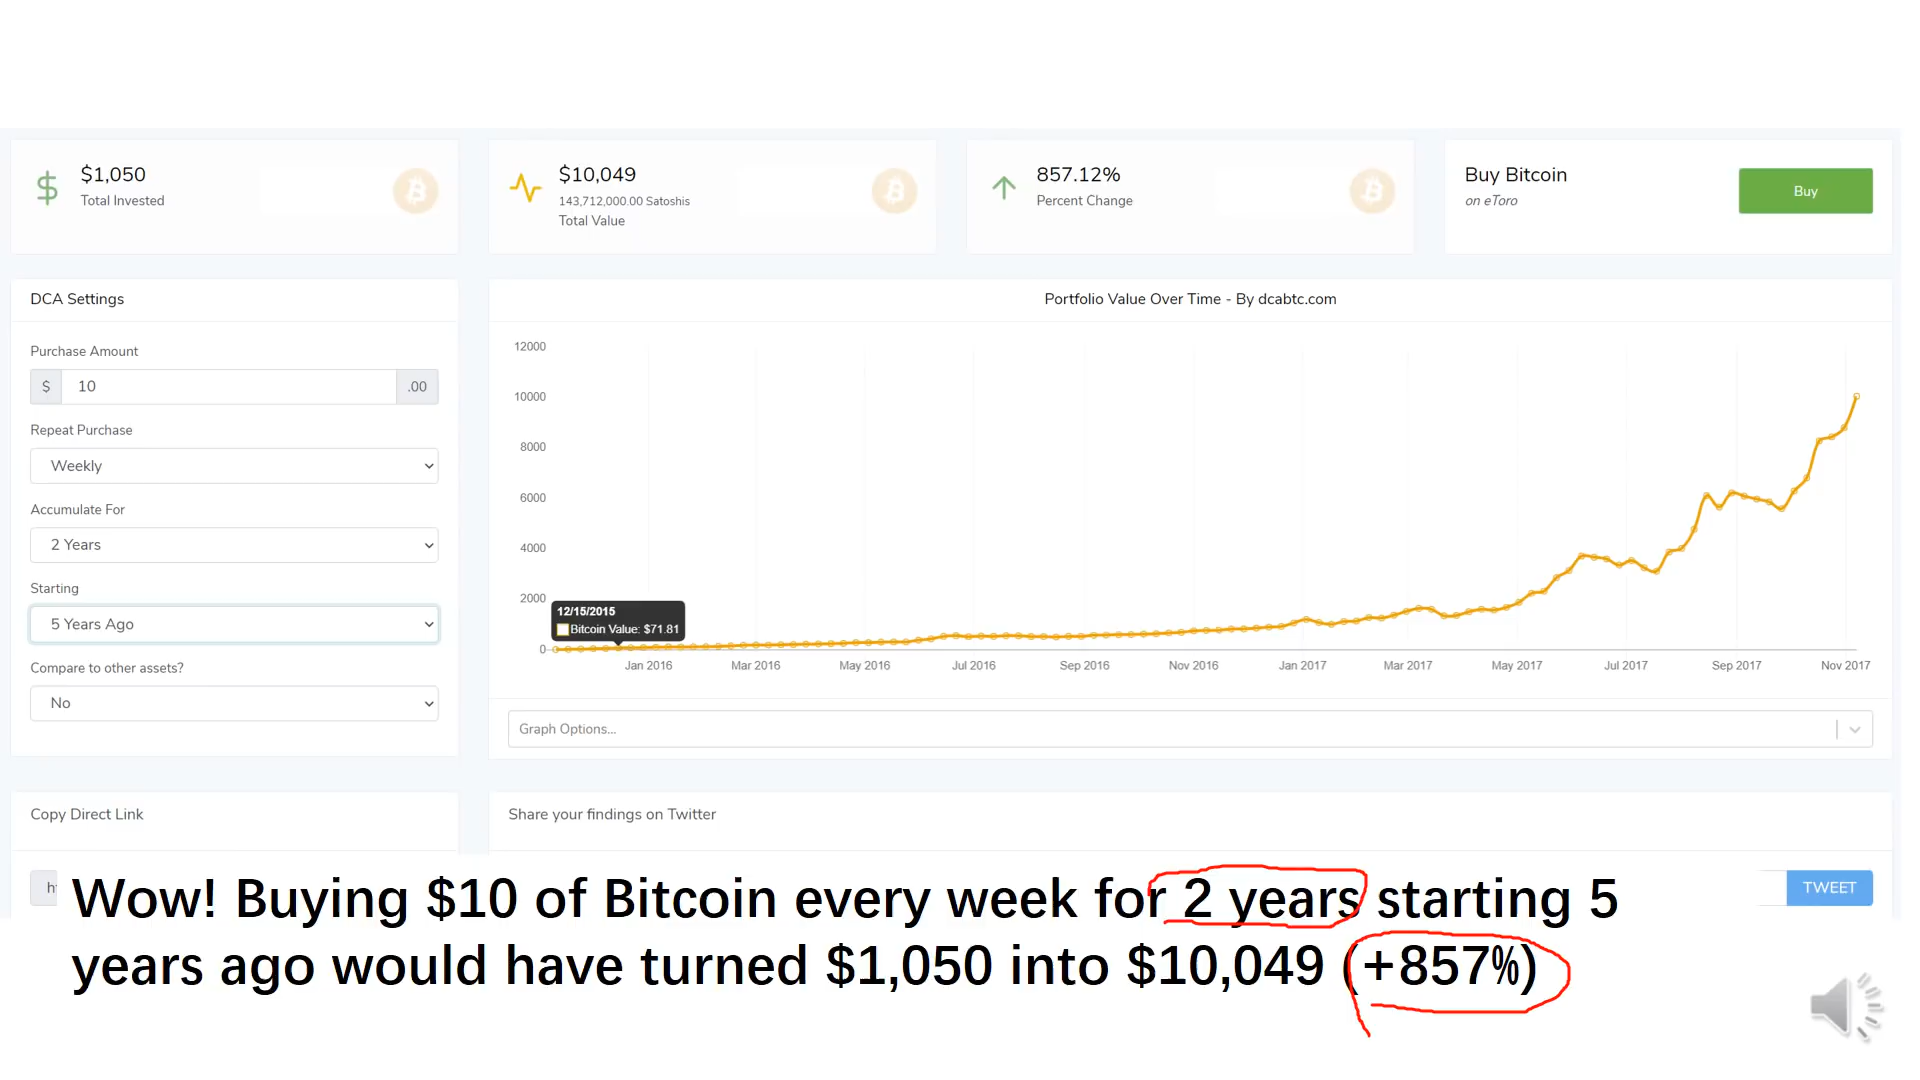 $1,050
Total Invested
$10,049
143,712,000.00 Satoshis
Total Value
857.12%
Percent Change
Buy Bitcoin
on eToro
Buy
DCA Settings
Purchase Amount
$ 10 .00
Repeat Purchase
Weekly
Accumulate For
2 Years
Starting
5 Years Ago
Compare to other assets?
No
Portfolio Value Over Time - By dcabtc.com
12000
10000
8000
6000
4000
2000
0
12/15/2015
Bitcoin Value: $71.81
Jan 2016 Mar 2016 May 2016 Jul 2016 Sep 2016 Nov 2016 Jan 2017 Mar 2017 May 2017 Jul 2017 Sep 2017 Nov 2017
Graph Options...
Copy Direct Link
Share your findings on Twitter
TWEET
Wow! Buying $10 of Bitcoin every week for 2 years starting 5
years ago would have turned $1,050 into $10,049 (+857%)